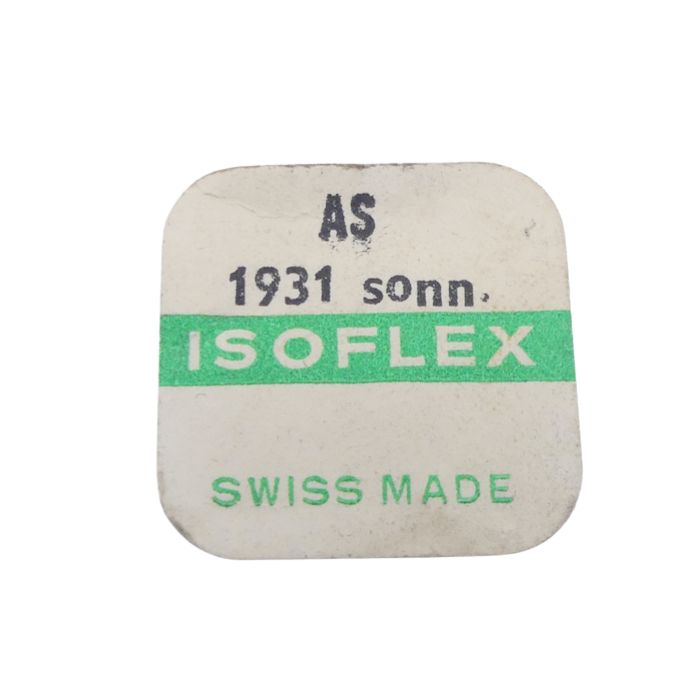 AS
1931 sonn.
ISOFLEX
SWISS MADE